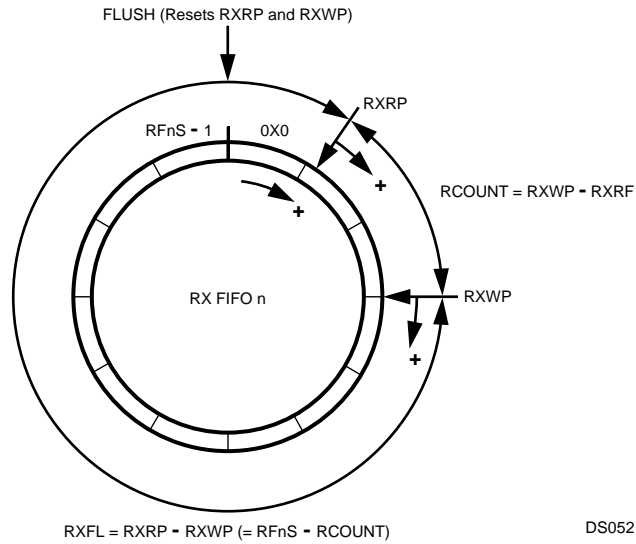 FLUSH (Resets RXRP and RXWP)
RXRP
RFnS - 1
0X0
+
+
RCOUNT = RXWP - RXRF
RX FIFO n
RXWP
+
RXFL = RXRP - RXWP (= RFnS - RCOUNT)
DS052